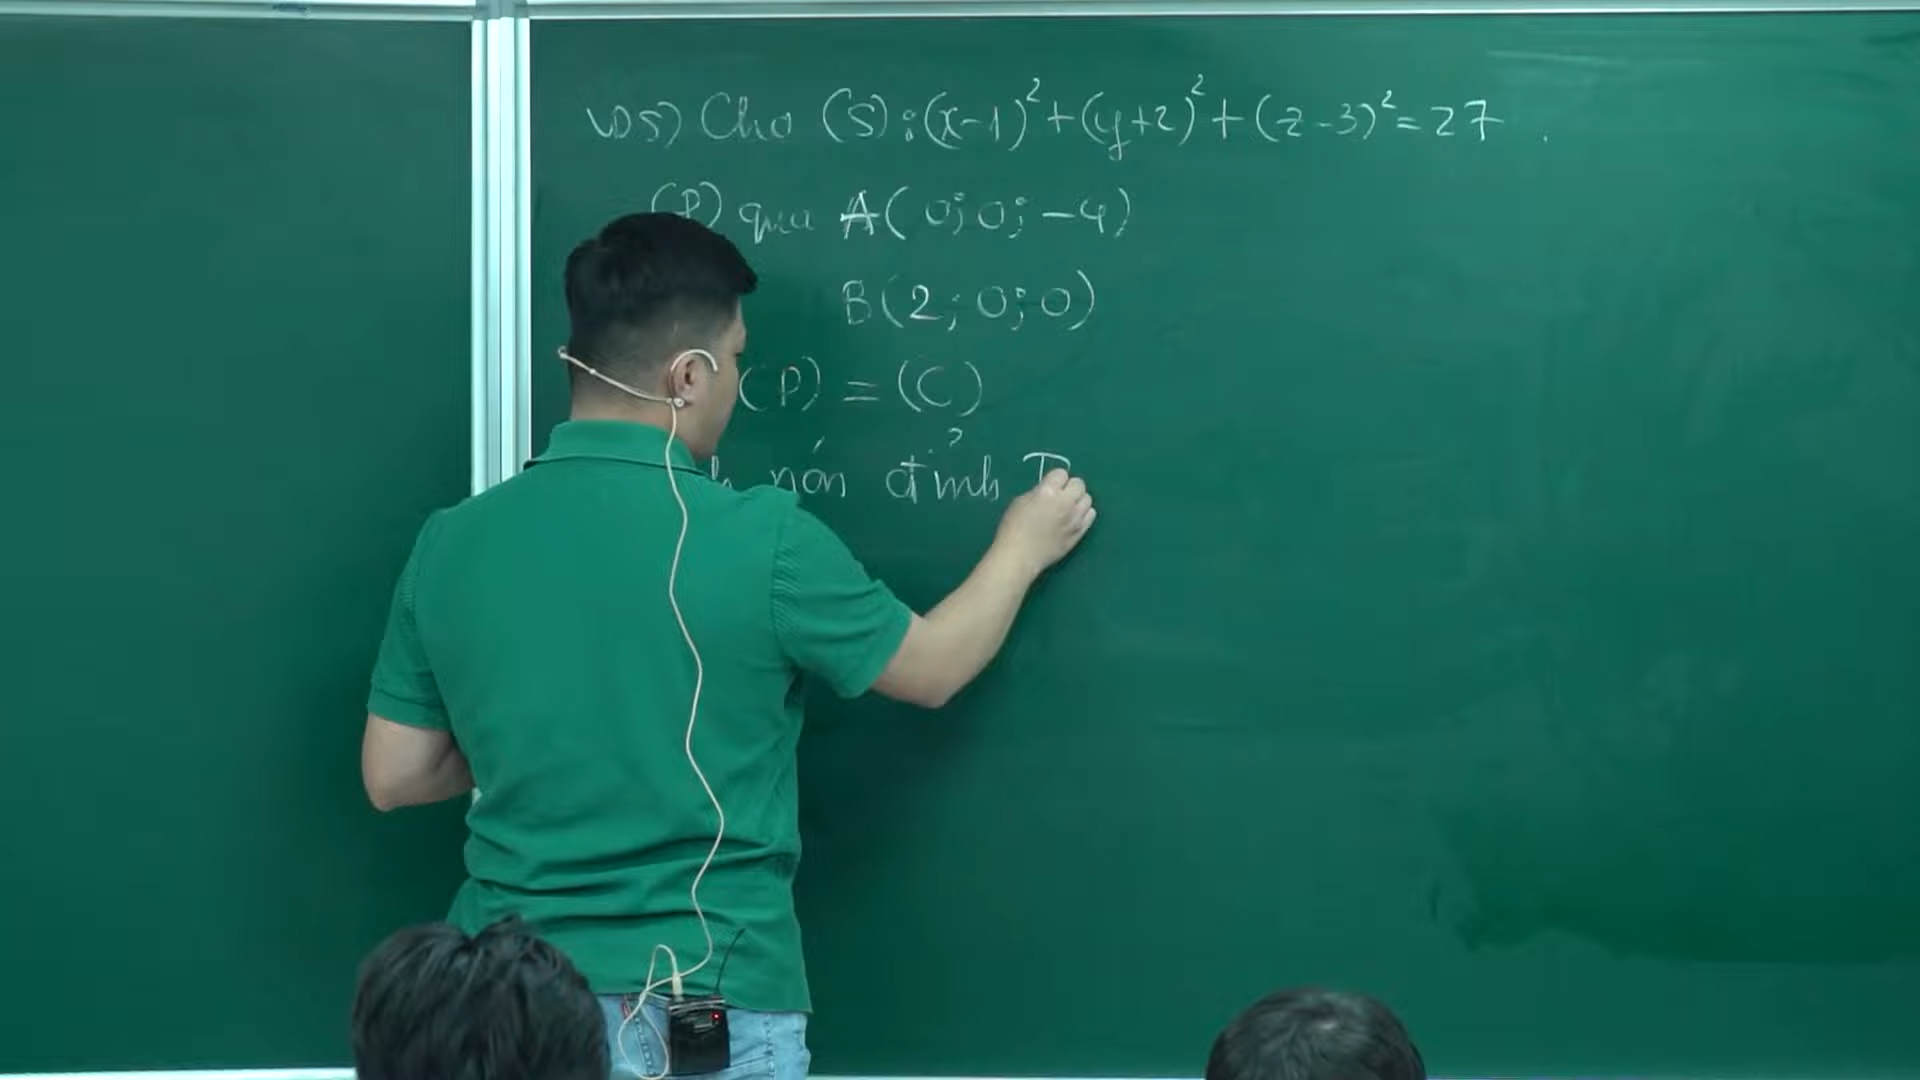 VD5) Cho (S): (x-1)² + (y+2)² + (z-3)² = 27.
(P) qua A(0;0;-4)
B(2;0;0)
(P) = (C)
nón đỉnh